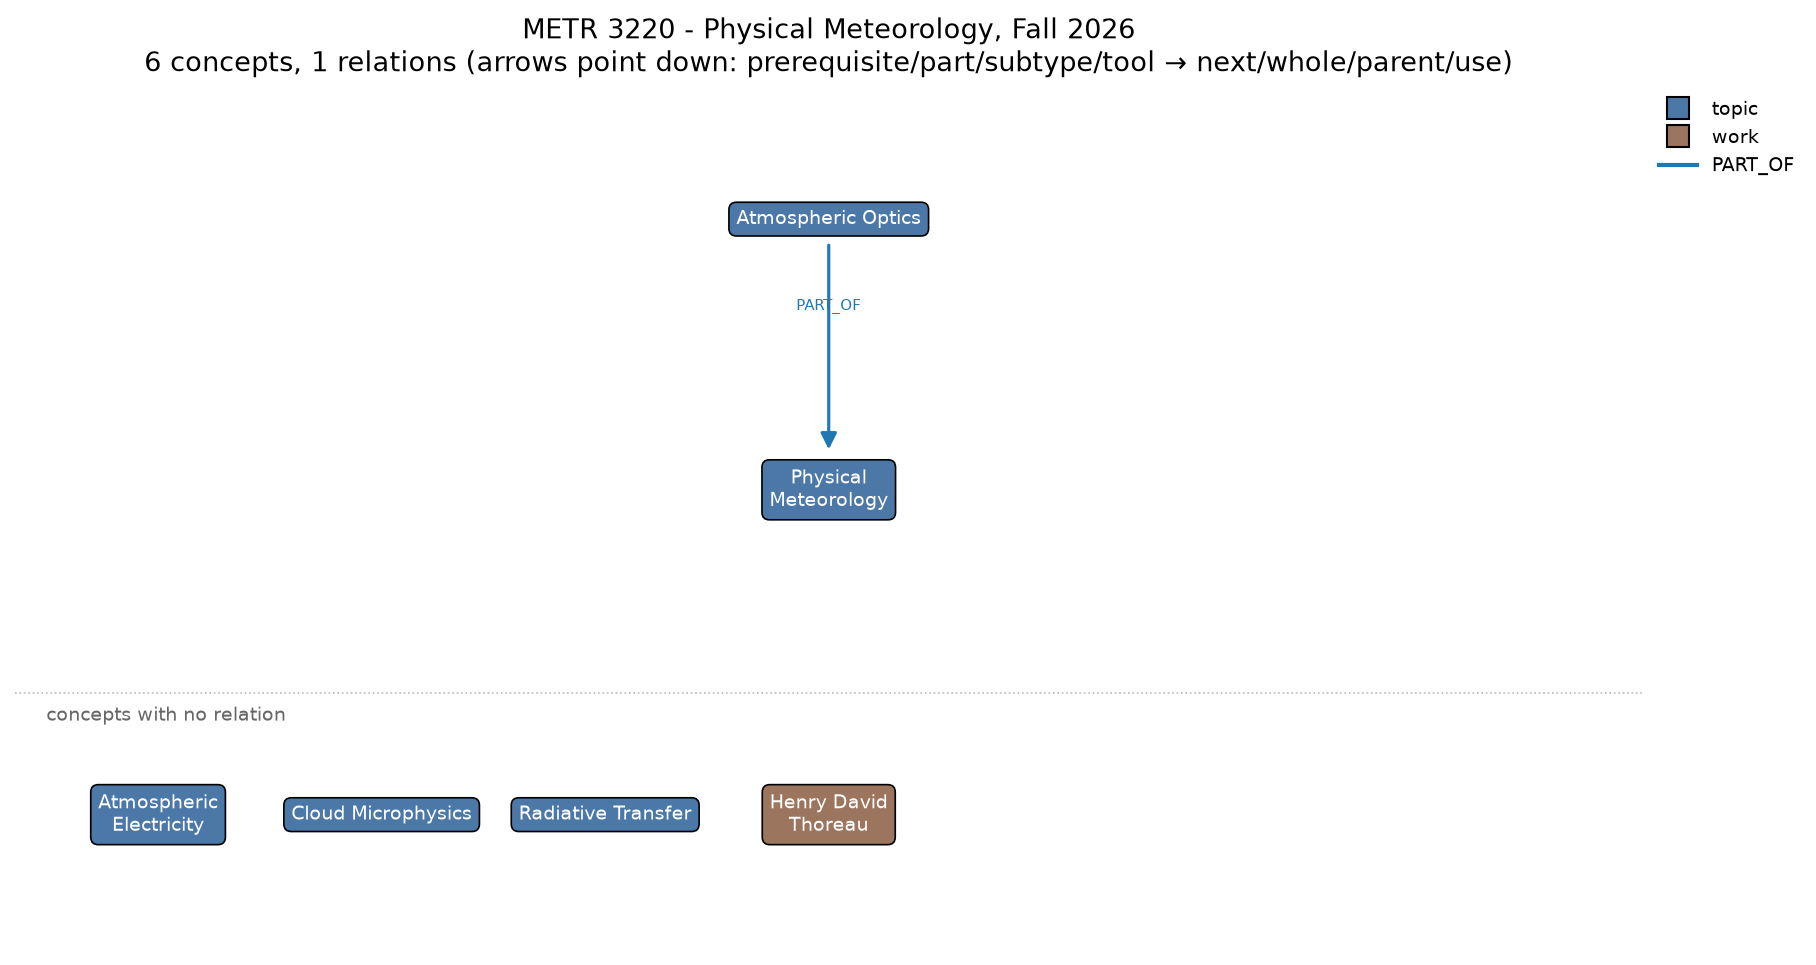 METR 3220 - Physical Meteorology, Fall 2026
6 concepts, 1 relations (arrows point down: prerequisite/part/subtype/tool → next/whole/parent/use)
topic
work
PART_OF
Atmospheric Optics
PART_OF
Physical
Meteorology
concepts with no relation
Atmospheric
Electricity
Cloud Microphysics
Radiative Transfer
Henry David
Thoreau